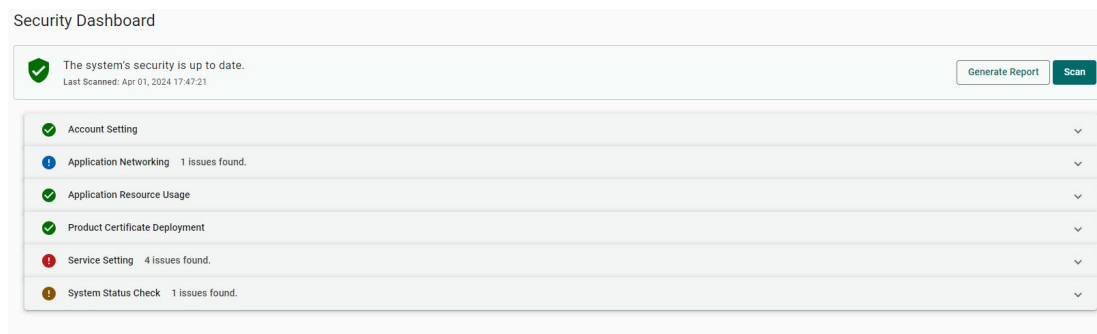 Security Dashboard
The system's security is up to date.
Last Scanned: Apr 01, 2024 17:47:21
Generate Report
Scan
Account Setting
Application Networking 1 issues found.
Application Resource Usage
Product Certificate Deployment
Service Setting 4 issues found.
System Status Check 1 issues found.